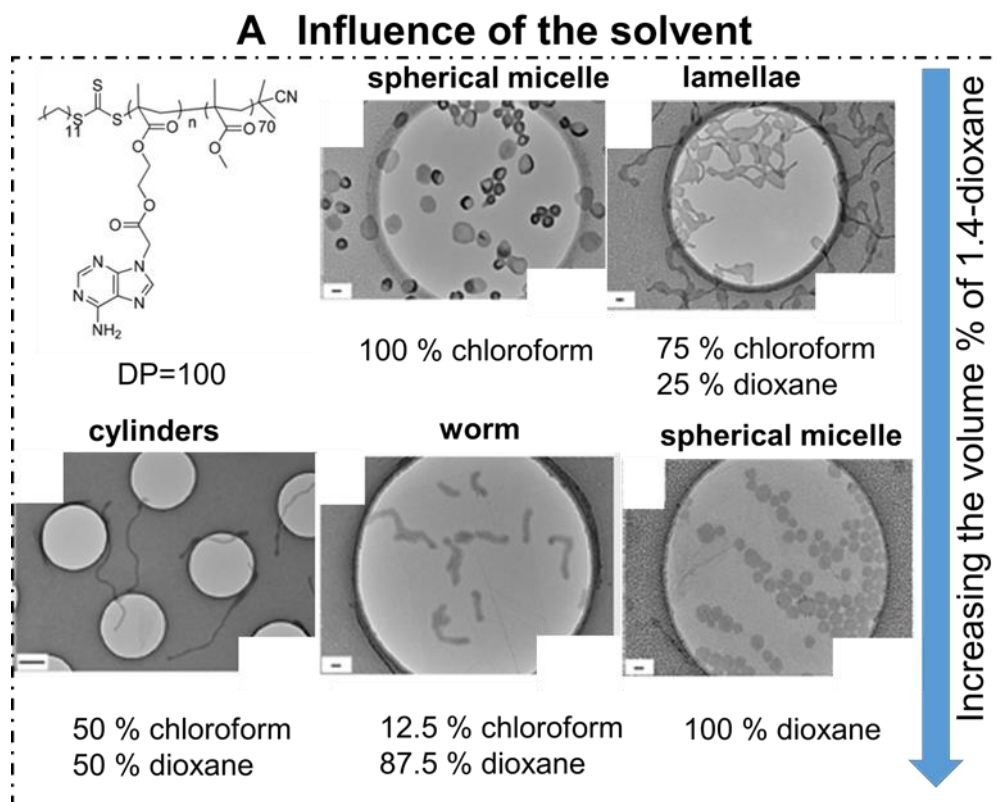 A Influence of the solvent
spherical micelle
lamellae
S
S
S
11
O
O
n
O
O
70
CN
O
O
O
N
N
N
N
N
NH₂
DP=100
100 % chloroform
75 % chloroform
25 % dioxane
cylinders
worm
spherical micelle
50 % chloroform
50 % dioxane
12.5 % chloroform
87.5 % dioxane
100 % dioxane
Increasing the volume % of 1.4-dioxane